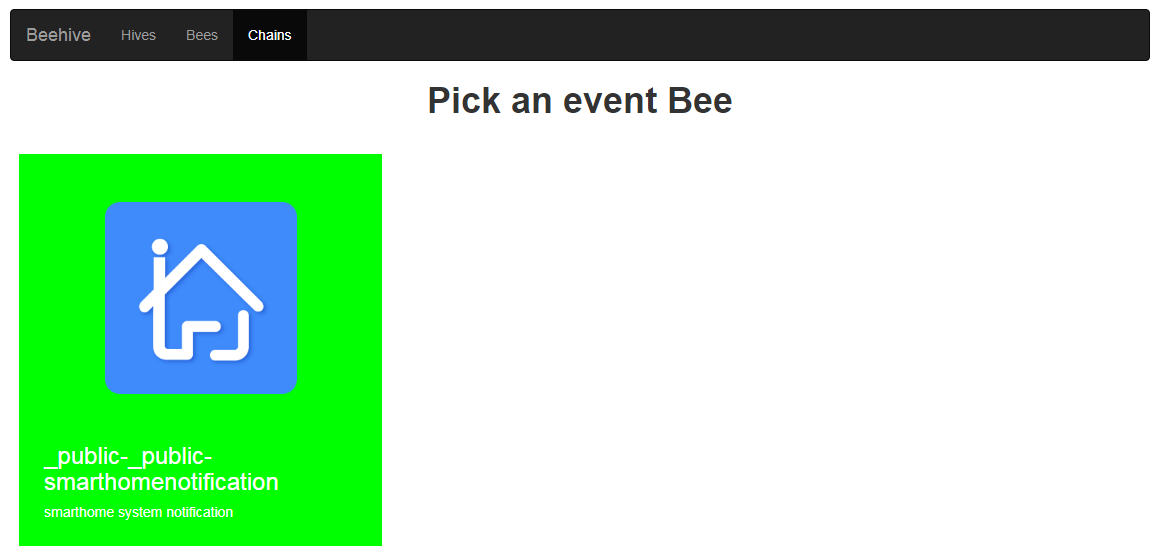 Beehive Hives Bees Chains
Pick an event Bee
_public-_public-
smarthomenotification
smarthome system notification